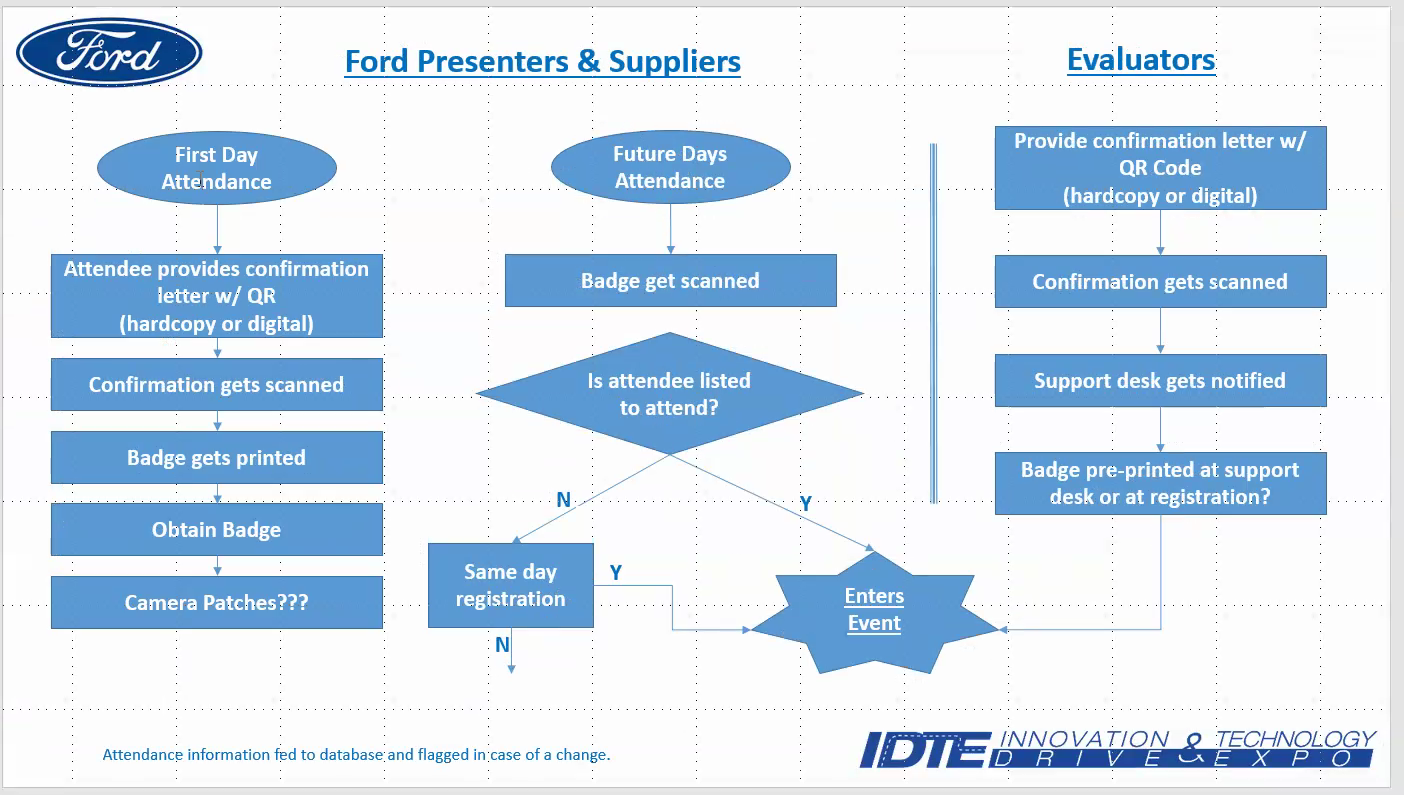 Ford
Ford Presenters & Suppliers
Evaluators
First Day
Attendance
Attendee provides confirmation
letter w/ QR
(hardcopy or digital)
Confirmation gets scanned
Badge gets printed
Obtain Badge
Camera Patches???
Future Days
Attendance
Badge get scanned
Is attendee listed
to attend?
N
Y
Same day
registration
Y
N
Enters
Event
Provide confirmation letter w/
QR Code
(hardcopy or digital)
Confirmation gets scanned
Support desk gets notified
Badge pre-printed at support
desk or at registration?
Attendance information fed to database and flagged in case of a change.
IDTE INNOVATION & TECHNOLOGY
DRIVE EXPO